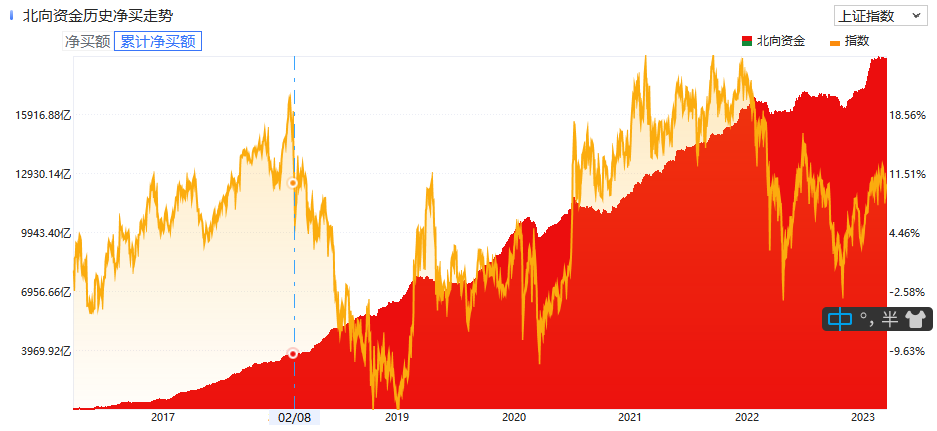 北向资金历史净买走势
上证指数
净买额 累计净买额
北向资金 指数
15916.88亿 18.56%
12930.14亿 11.51%
9943.40亿 4.46%
6956.66亿 -2.58%
中 °, 半
3969.92亿 -9.63%
2017 02/08 2019 2020 2021 2022 2023